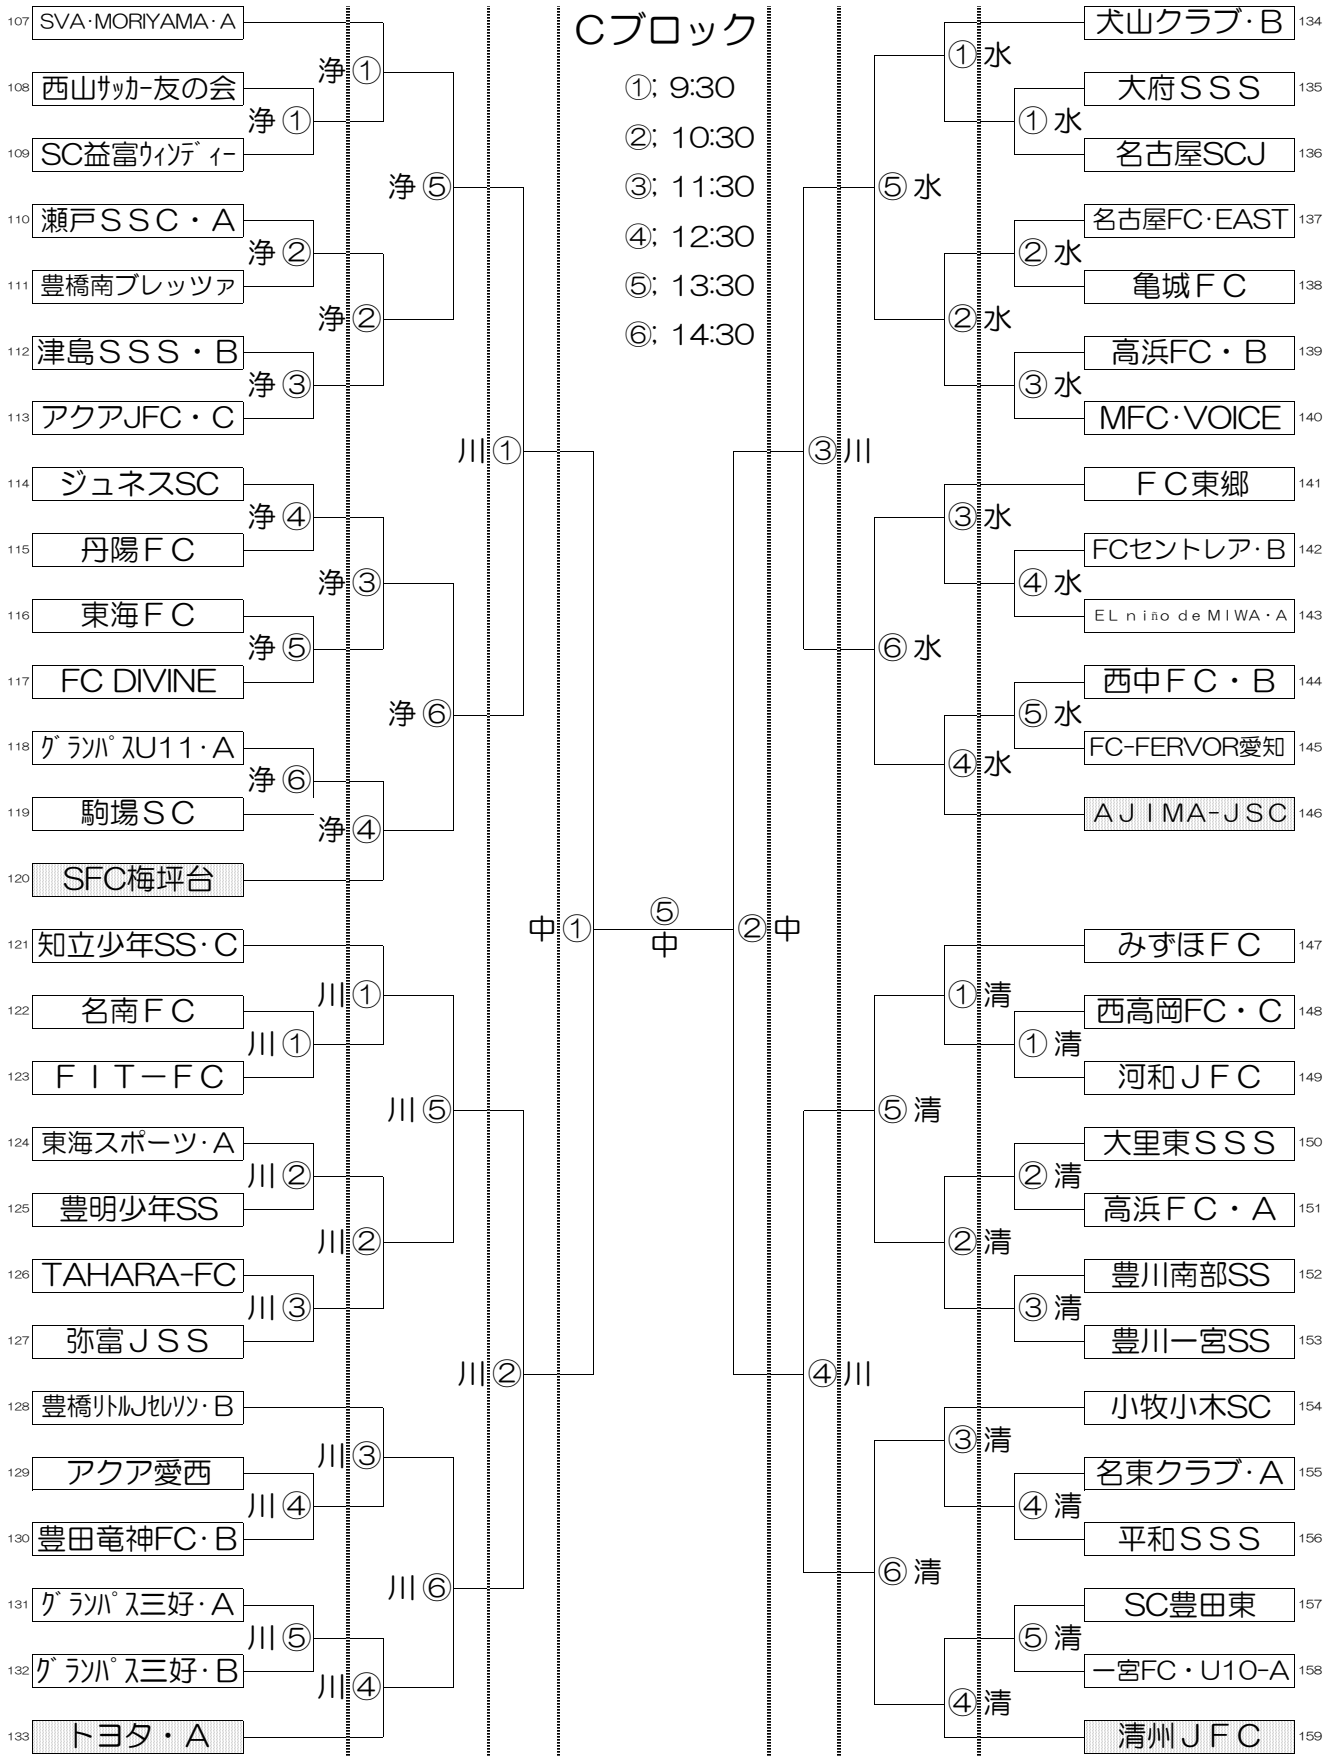 Cブロック
①; 9:30
②; 10:30
③; 11:30
④; 12:30
⑤; 13:30
⑥; 14:30
107 SVA・MORIYAMA・A
浄①
108 西山ｻｯｶｰ友の会
浄①
109 SC益富ｳｨﾝﾃﾞｨｰ
浄⑤
110 瀬戸ＳＳＣ・Ａ
浄②
111 豊橋南ブレッツァ
浄②
112 津島ＳＳＳ・Ｂ
浄③
113 アクアJFC・C
川①
114 ジュネスSC
浄④
115 丹陽ＦＣ
浄③
116 東海ＦＣ
浄⑤
117 FC DIVINE
浄⑥
118 ｸﾞﾗﾝﾊﾟｽU11・A
浄⑥
119 駒場ＳＣ
浄④
120 SFC梅坪台
中①
⑤
中
②中
121 知立少年SS・C
川①
122 名南ＦＣ
川①
123 ＦＩＴ－ＦＣ
川⑤
124 東海スポーツ・A
川②
125 豊明少年SS
川②
126 TAHARA-FC
川③
127 弥富ＪＳＳ
川②
128 豊橋ﾘﾄﾙJｾﾚｿﾝ・B
川③
129 アクア愛西
川④
130 豊田竜神FC・B
川⑥
131 ｸﾞﾗﾝﾊﾟｽ三好・A
川⑤
132 ｸﾞﾗﾝﾊﾟｽ三好・B
川④
133 トヨタ・Ａ
犬山クラブ・B 134
①水
大府ＳＳＳ 135
①水
名古屋SCJ 136
⑤水
名古屋FC・EAST 137
②水
亀城ＦＣ 138
②水
高浜FC・B 139
③水
MFC・VOICE 140
③川
ＦＣ東郷 141
③水
FCセントレア・B 142
④水
EL niño de MIWA・A 143
⑥水
西中ＦＣ・Ｂ 144
⑤水
FC-FERVOR愛知 145
④水
ＡＪＩＭＡ-ＪＳＣ 146
みずほＦＣ 147
①清
西高岡FC・C 148
①清
河和ＪＦＣ 149
⑤清
大里東ＳＳＳ 150
②清
高浜ＦＣ・Ａ 151
②清
豊川南部SS 152
③清
豊川一宮SS 153
④川
小牧小木SC 154
③清
名東クラブ・A 155
④清
平和ＳＳＳ 156
⑥清
SC豊田東 157
⑤清
一宮FC・U10-A 158
④清
清州ＪＦＣ 159